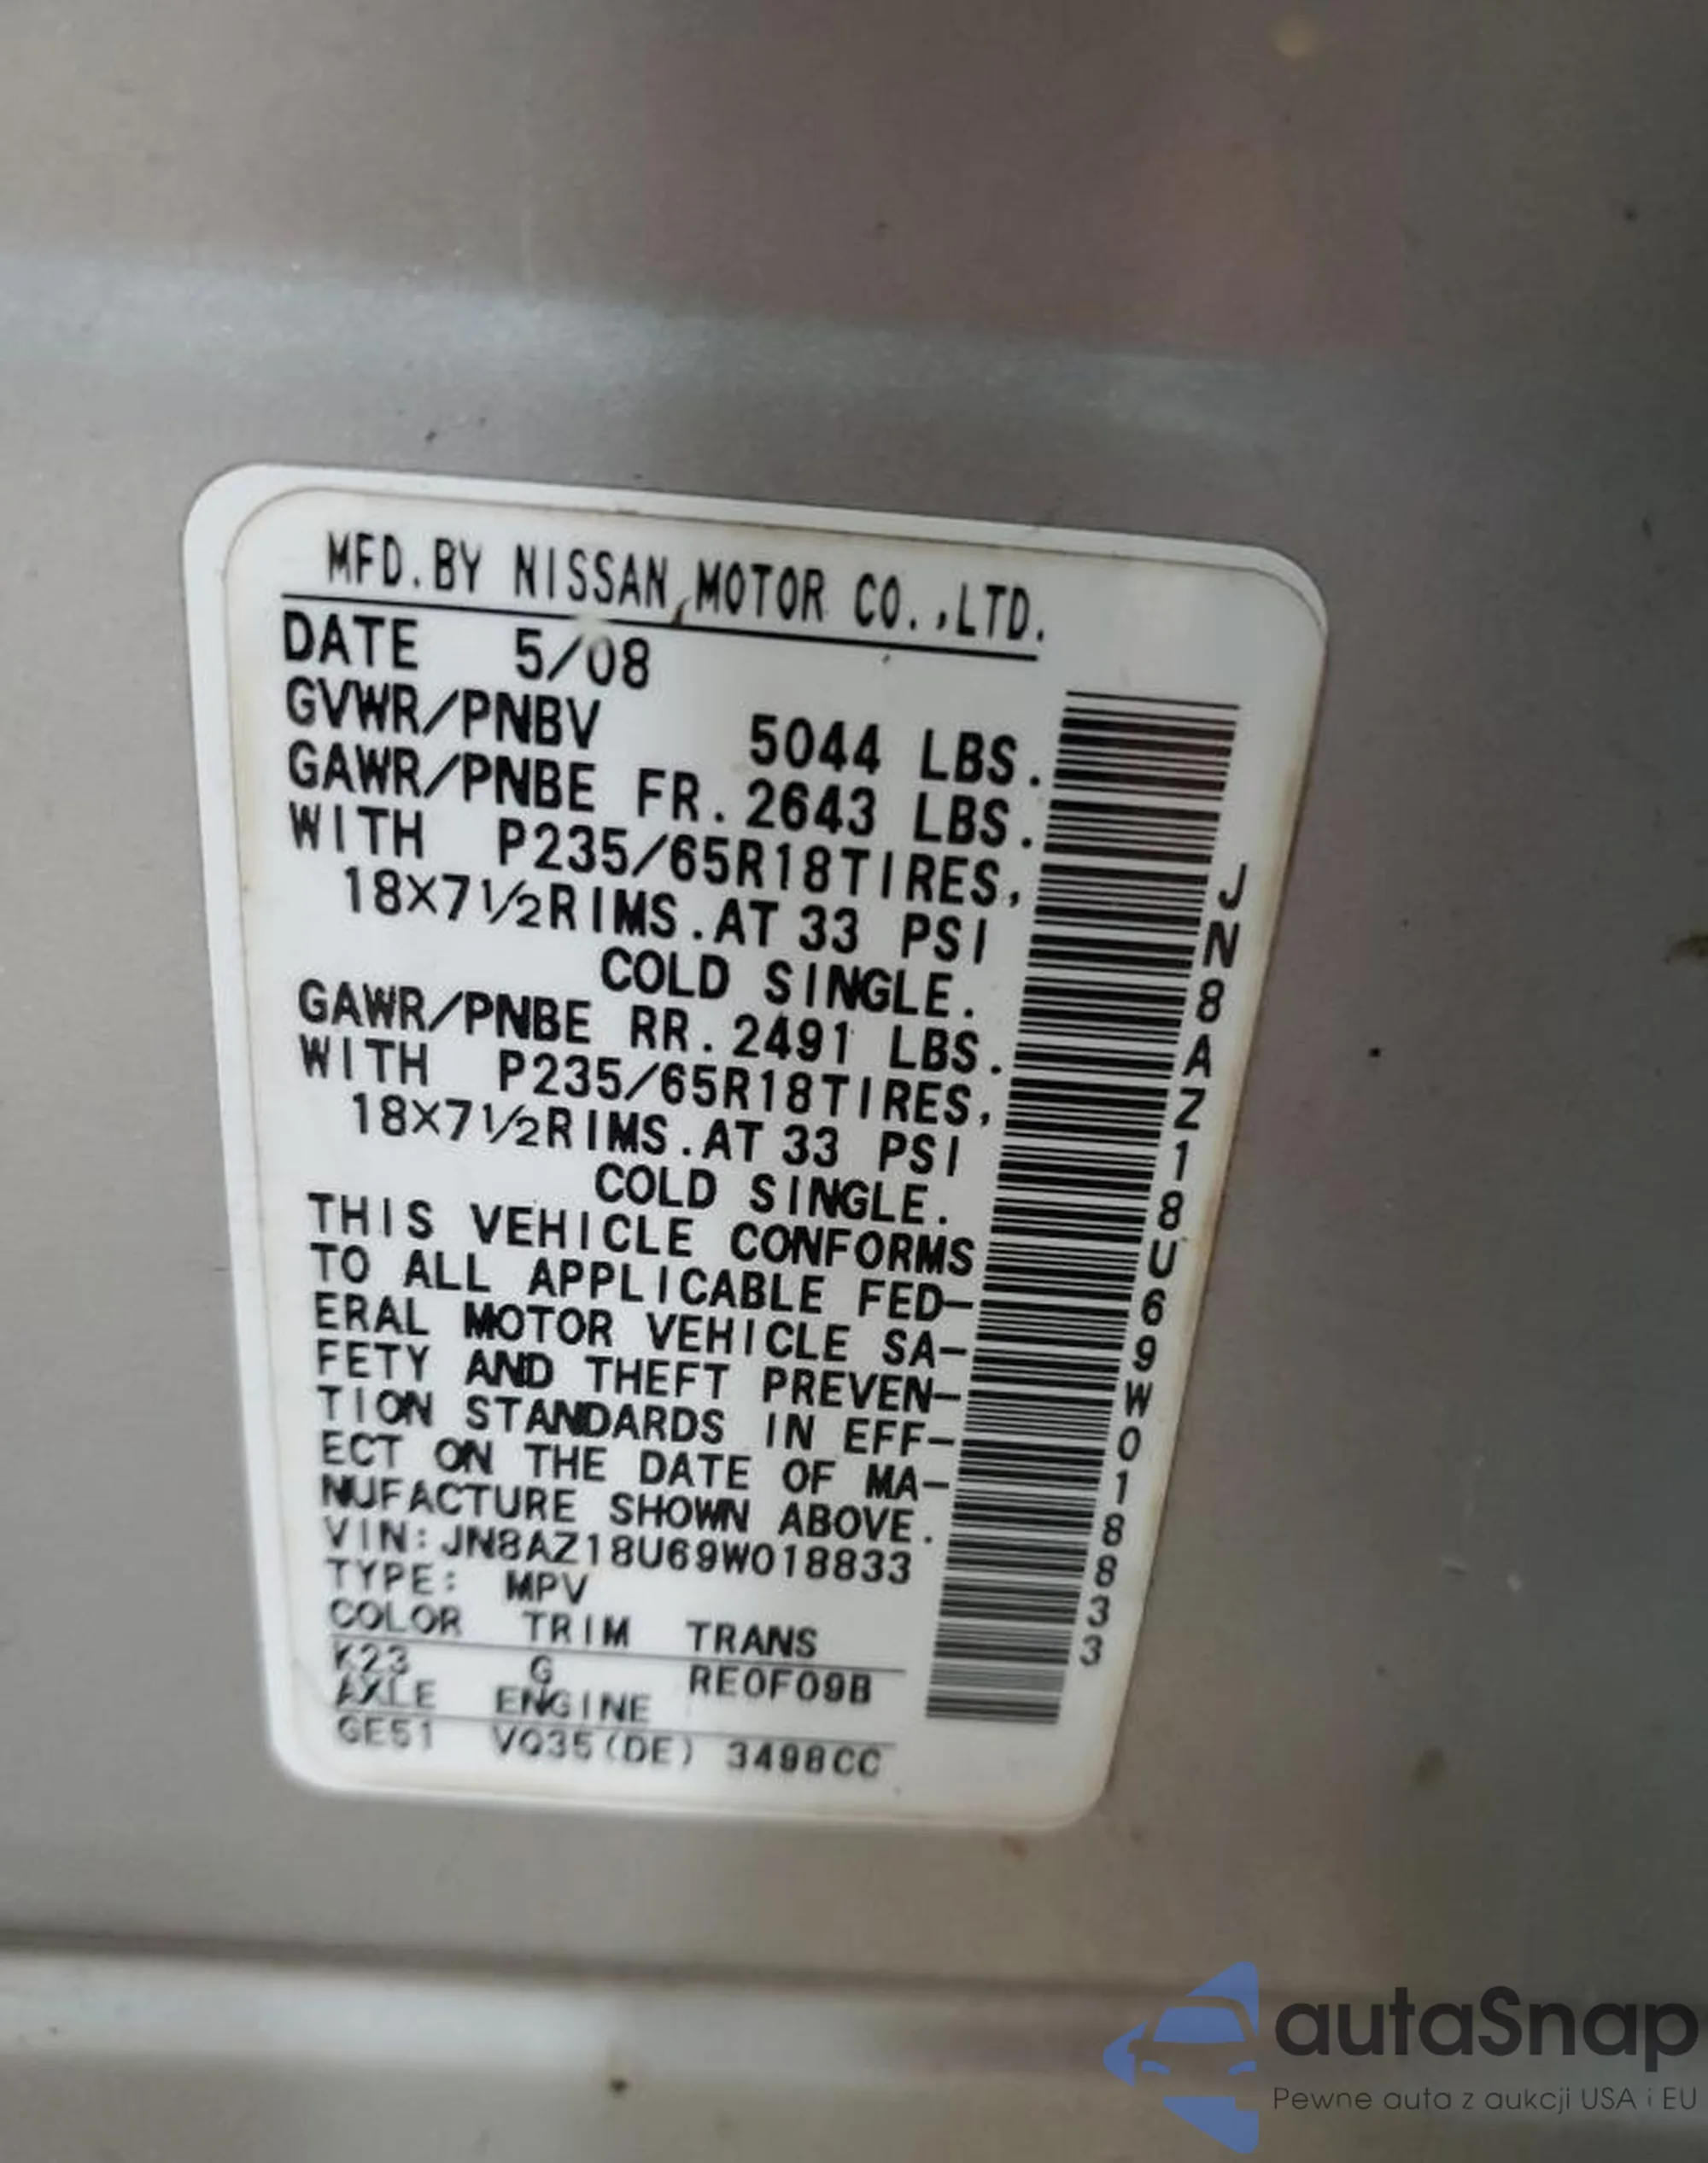 MFD.BY NISSAN MOTOR CO.,LTD.
DATE 5/08
GVWR/PNBV 5044 LBS.
GAWR/PNBE FR.2643 LBS.
WITH P235/65R18TIRES,
18X7½RIMS.AT 33 PSI
COLD SINGLE.
GAWR/PNBE RR.2491 LBS.
WITH P235/65R18TIRES,
18X7½RIMS.AT 33 PSI
COLD SINGLE.
THIS VEHICLE CONFORMS
TO ALL APPLICABLE FED-
ERAL MOTOR VEHICLE SA-
FETY AND THEFT PREVEN-
TION STANDARDS IN EFF-
ECT ON THE DATE OF MA-
NUFACTURE SHOWN ABOVE.
VIN:JN8AZ18U69W018833
TYPE: MPV
COLOR TRIM TRANS
K23 G RE0F09B
AXLE ENGINE
GE51 VQ35(DE) 3498CC
JN8AZ18U69W018833
autaSnap
Pewne auta z aukcji USA i EU